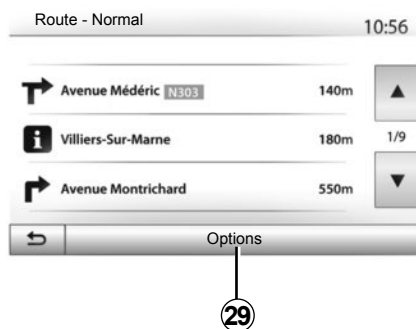 Route - Normal 10:56
Avenue Médéric N303 140m
Villiers-Sur-Marne 180m
1/9
Avenue Montrichard 550m
Options
29